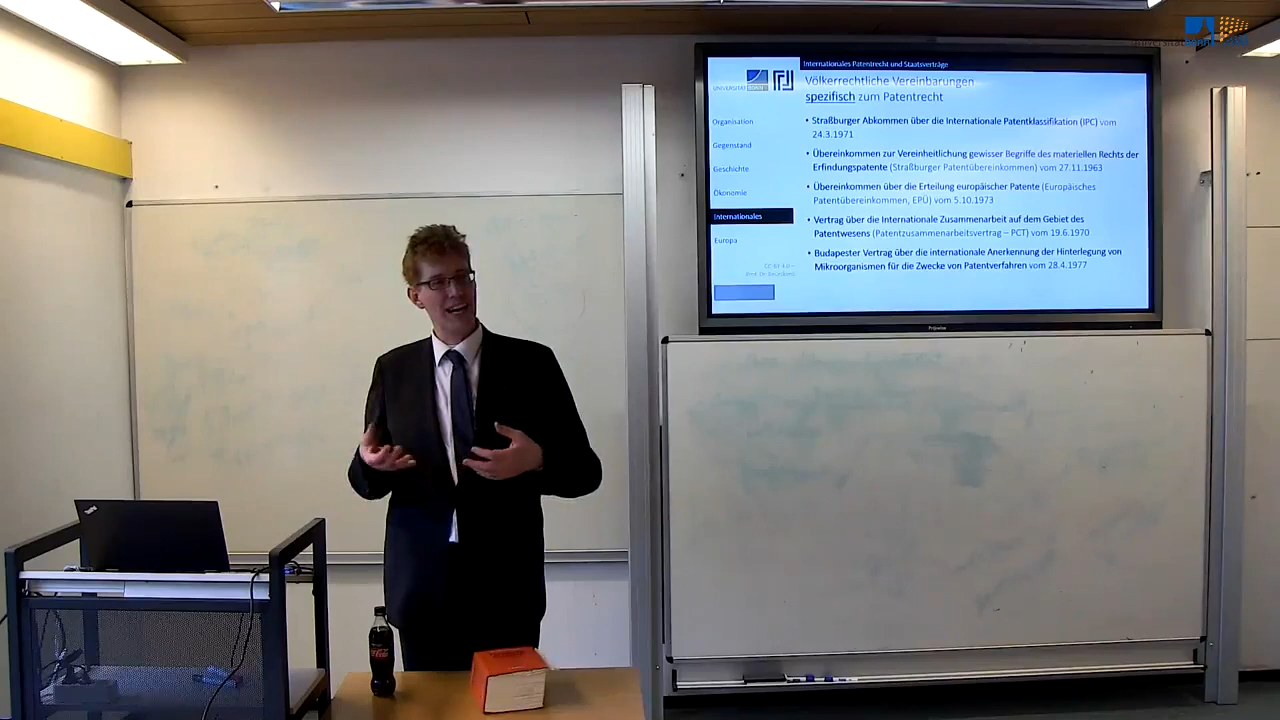 Internationales Patentrecht und Staatsverträge
UNIVERSITÄT BONN
Völkerrechtliche Vereinbarungen
spezifisch zum Patentrecht
Organisation
Gegenstand
Geschichte
Ökonomie
Internationales
Europa
• Straßburger Abkommen über die Internationale Patentklassifikation (IPC) vom
24.3.1971
• Übereinkommen zur Vereinheitlichung gewisser Begriffe des materiellen Rechts der
Erfindungspatente (Straßburger Patentübereinkommen) vom 27.11.1963
• Übereinkommen über die Erteilung europäischer Patente (Europäisches
Patentübereinkommen, EPÜ) vom 5.10.1973
• Vertrag über die Internationale Zusammenarbeit auf dem Gebiet des
Patentwesens (Patentzusammenarbeitsvertrag – PCT) vom 19.6.1970
• Budapester Vertrag über die internationale Anerkennung der Hinterlegung von
Mikroorganismen für die Zwecke von Patentverfahren vom 28.4.1977
ThinkPad